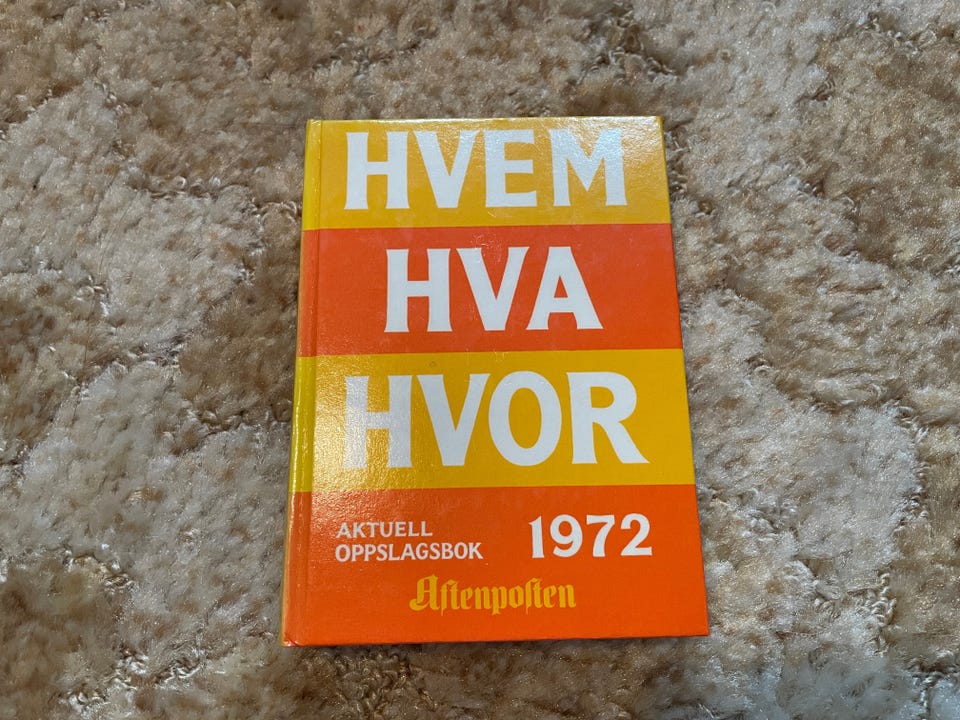 HVEM
HVA
HVOR
AKTUELL
OPPSLAGSBOK
1972
Aftenposten